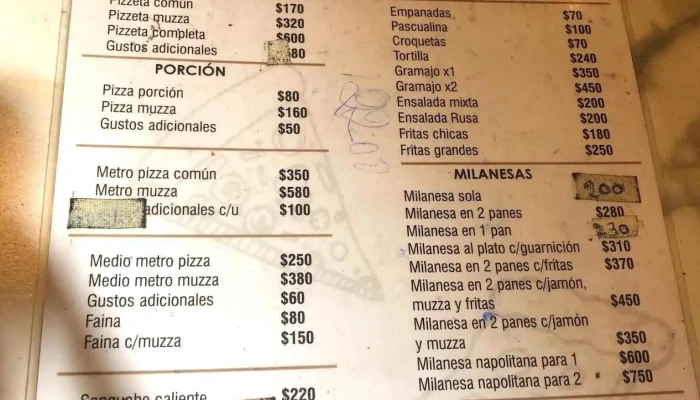 Pizzeta común $170
Pizzeta muzza $320
Pizzeta completa $600
Gustos adicionales $80
PORCIÓN
Pizza porción $80
Pizza muzza $160
Gustos adicionales $50
Metro pizza común $350
Metro muzza $580
adicionales c/u $100
Medio metro pizza $250
Medio metro muzza $380
Gustos adicionales $60
Faina $80
Faina c/muzza $150
caliente $220
Empanadas $70
Pascualina $100
Croquetas $70
Tortilla $240
Gramajo x1 $350
Gramajo x2 $450
Ensalada mixta $200
Ensalada Rusa $200
Fritas chicas $180
Fritas grandes $250
MILANESAS
Milanesa sola 200
Milanesa en 2 panes $280
Milanesa en 1 pan 230
Milanesa al plato c/guarnición $310
Milanesa en 2 panes c/fritas $370
Milanesa en 2 panes c/jamón,
muzza y fritas $450
Milanesa en 2 panes c/jamón
y muzza $350
Milanesa napolitana para 1 $600
Milanesa napolitana para 2 $750